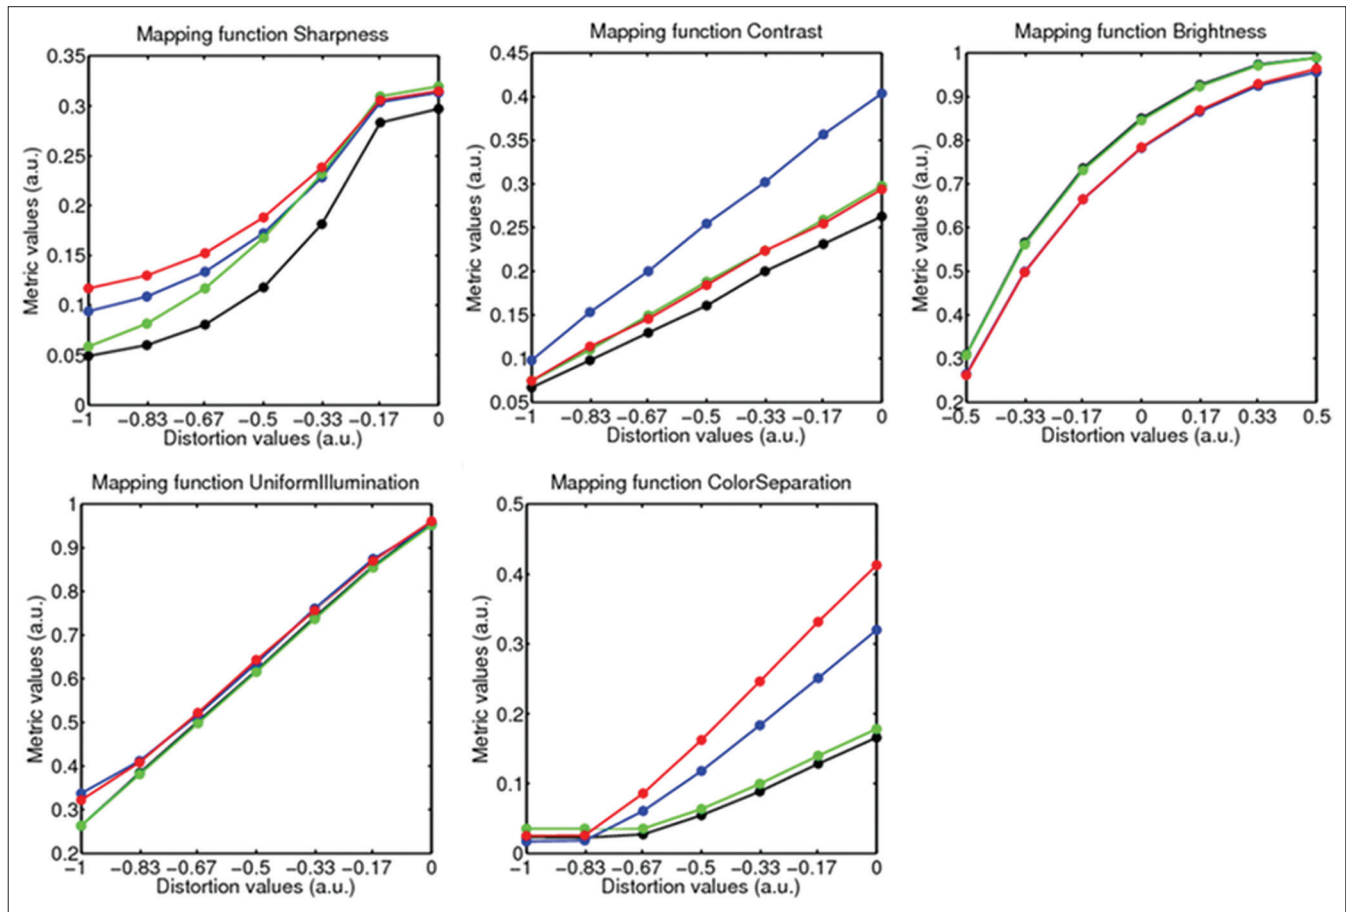 Mapping function Sharpness
0.35
0.3
0.25
0.2
0.15
0.1
0.05
0
Metric values (a.u.)
−1 −0.83 −0.67 −0.5 −0.33 −0.17 0
Distortion values (a.u.)
Mapping function Contrast
0.45
0.4
0.35
0.3
0.25
0.2
0.15
0.1
0.05
Metric values (a.u.)
−1 −0.83 −0.67 −0.5 −0.33 −0.17 0
Distortion values (a.u.)
Mapping function Brightness
1
0.9
0.8
0.7
0.6
0.5
0.4
0.3
0.2
Metric values (a.u.)
−0.5 −0.33 −0.17 0 0.17 0.33 0.5
Distortion values (a.u.)
Mapping function UniformIllumination
1
0.9
0.8
0.7
0.6
0.5
0.4
0.3
0.2
Metric values (a.u.)
−1 −0.83 −0.67 −0.5 −0.33 −0.17 0
Distortion values (a.u.)
Mapping function ColorSeparation
0.5
0.4
0.3
0.2
0.1
0
Metric values (a.u.)
−1 −0.83 −0.67 −0.5 −0.33 −0.17 0
Distortion values (a.u.)